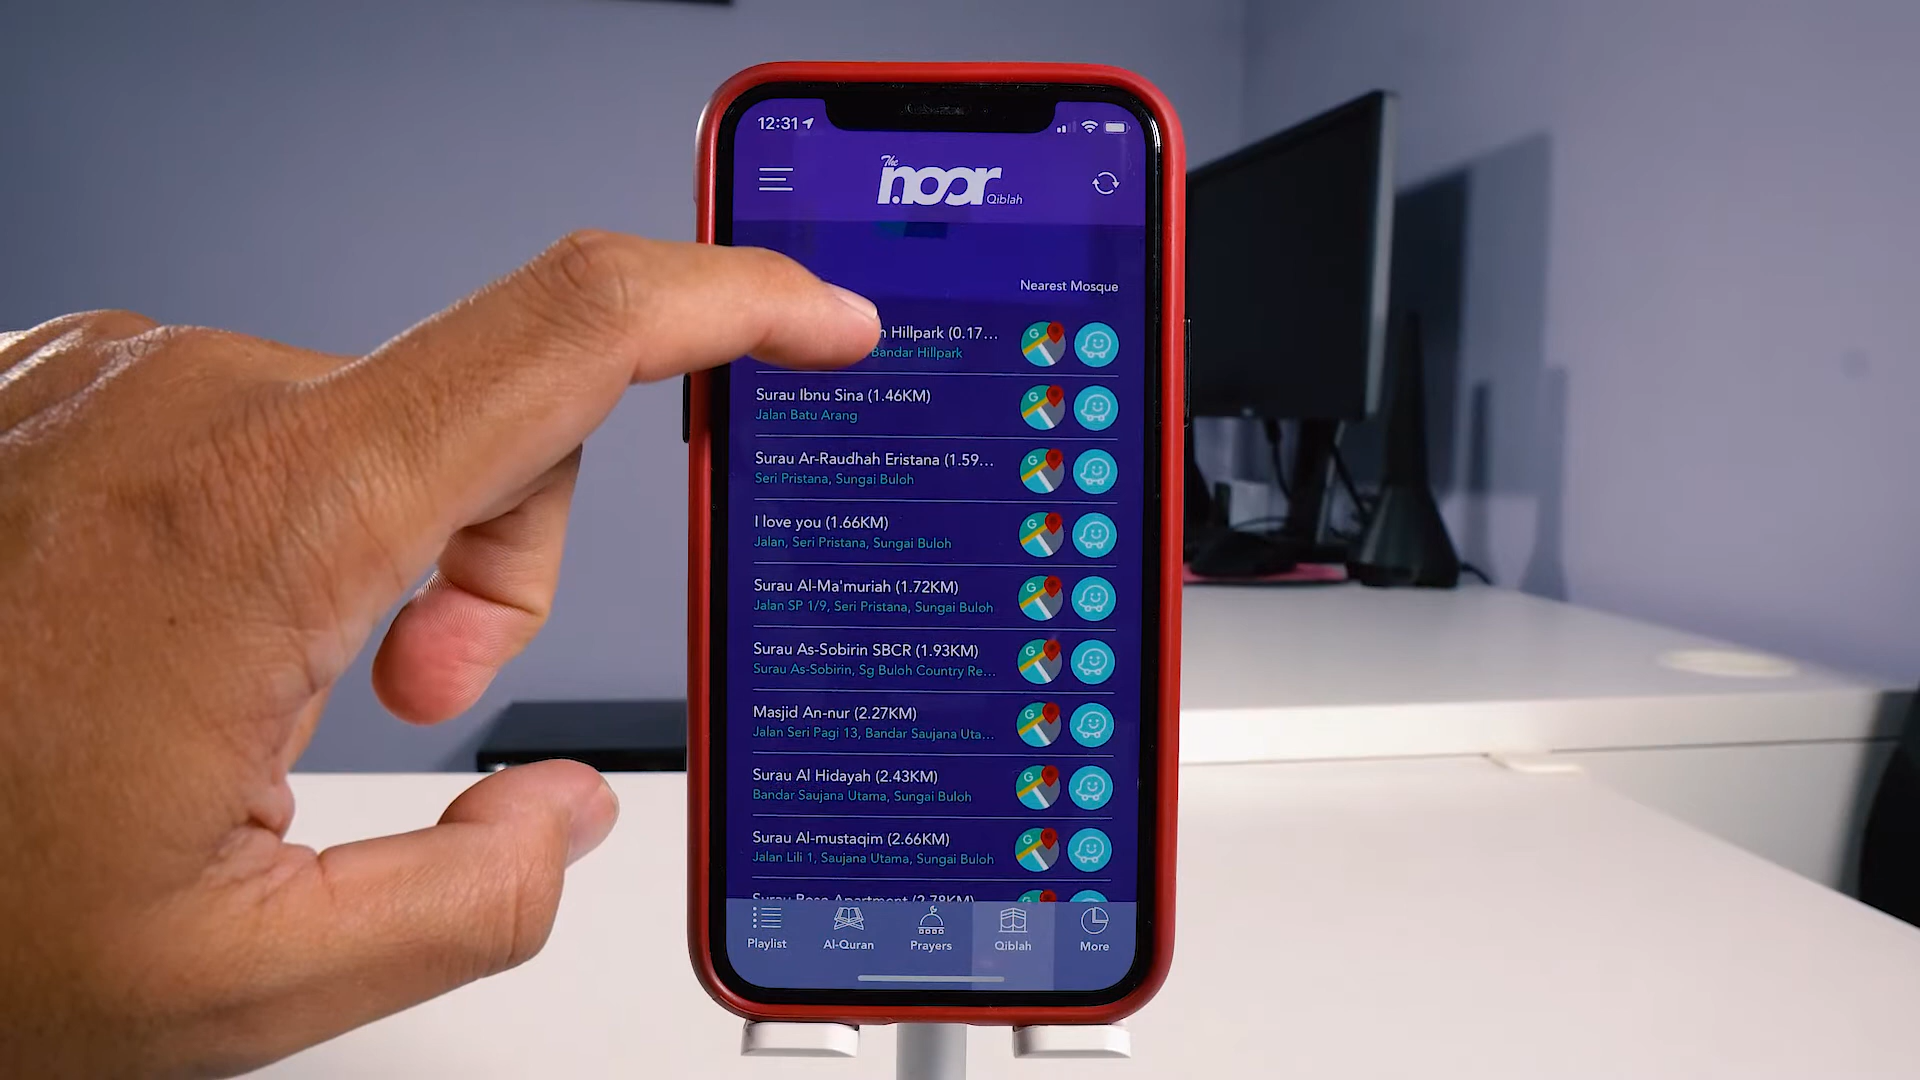 12:31
The
noor
Qiblah
Nearest Mosque
Hillpark (0.17...
Bandar Hillpark
Surau Ibnu Sina (1.46KM)
Jalan Batu Arang
Surau Ar-Raudhah Eristana (1.59...
Seri Pristana, Sungai Buloh
I love you (1.66KM)
Jalan, Seri Pristana, Sungai Buloh
Surau Al-Ma'muriah (1.72KM)
Jalan SP 1/9, Seri Pristana, Sungai Buloh
Surau As-Sobirin SBCR (1.93KM)
Surau As-Sobirin, Sg Buloh Country Re...
Masjid An-nur (2.27KM)
Jalan Seri Pagi 13, Bandar Saujana Uta...
Surau Al Hidayah (2.43KM)
Bandar Saujana Utama, Sungai Buloh
Surau Al-mustaqim (2.66KM)
Jalan Lili 1, Saujana Utama, Sungai Buloh
Surau Rose Apartment (2.78KM)
Playlist
Al-Quran
Prayers
Qiblah
More